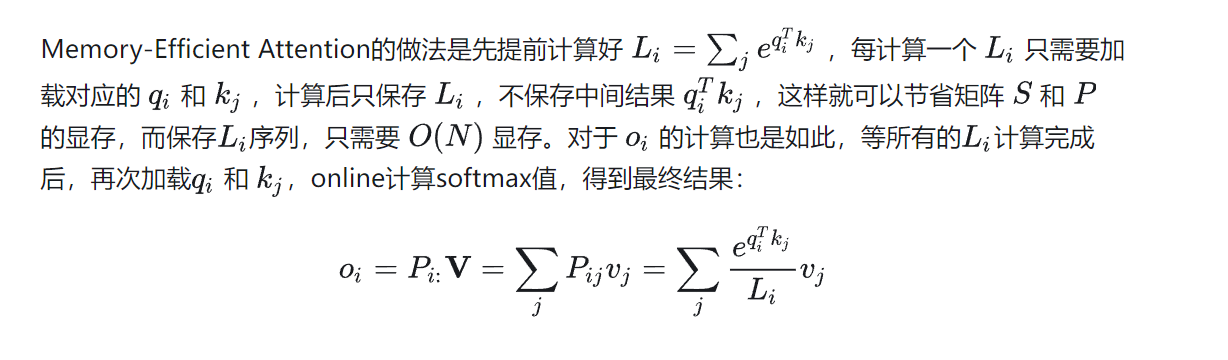 Memory-Efficient Attention的做法是先提前计算好 $L_i = \sum_j e^{q_i^T k_j}$ ，每计算一个 $L_i$ 只需要加
载对应的 $q_i$ 和 $k_j$ ，计算后只保存 $L_i$ ，不保存中间结果 $q_i^T k_j$ ，这样就可以节省矩阵 $S$ 和 $P$
的显存，而保存$L_i$序列，只需要 $O(N)$ 显存。对于 $o_i$ 的计算也是如此，等所有的$L_i$计算完成
后，再次加载$q_i$ 和 $k_j$，online计算softmax值，得到最终结果：
$o_i = P_{i:}\mathbf{V} = \sum_j P_{ij} v_j = \sum_j \frac{e^{q_i^T k_j}}{L_i} v_j$